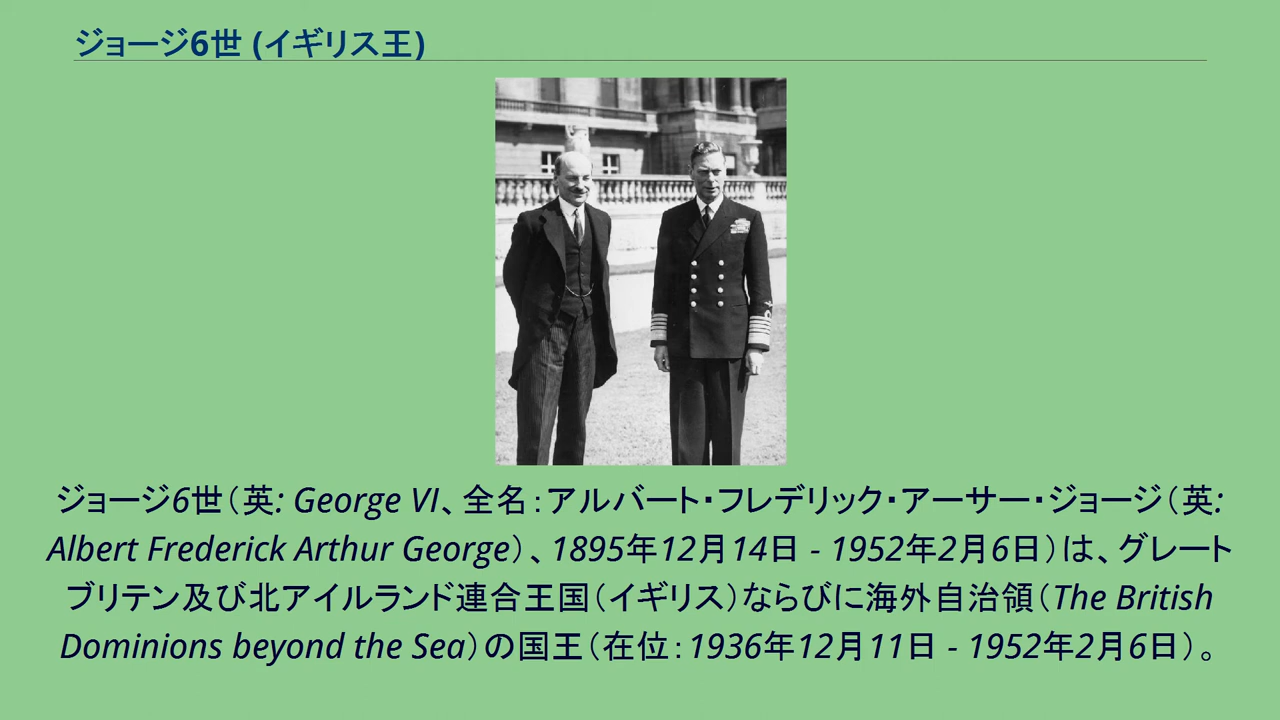 ジョージ6世 (イギリス王)
ジョージ6世（英: George VI、全名：アルバート・フレデリック・アーサー・ジョージ（英:
Albert Frederick Arthur George）、1895年12月14日 - 1952年2月6日）は、グレート
ブリテン及び北アイルランド連合王国（イギリス）ならびに海外自治領（The British
Dominions beyond the Sea）の国王（在位：1936年12月11日 - 1952年2月6日）。